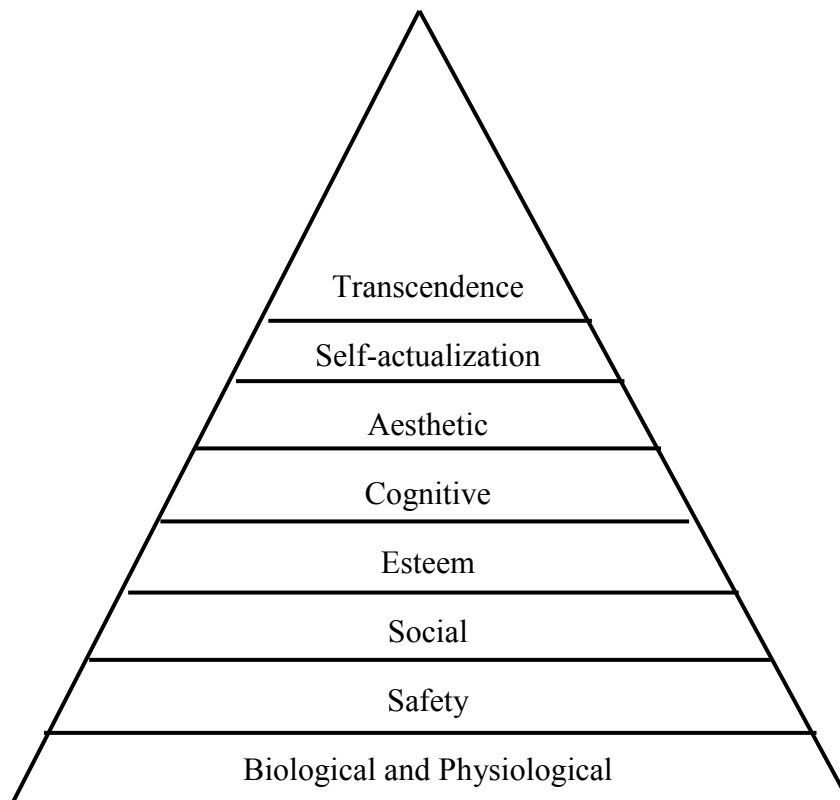 Transcendence
Self-actualization
Aesthetic
Cognitive
Esteem
Social
Safety
Biological and Physiological